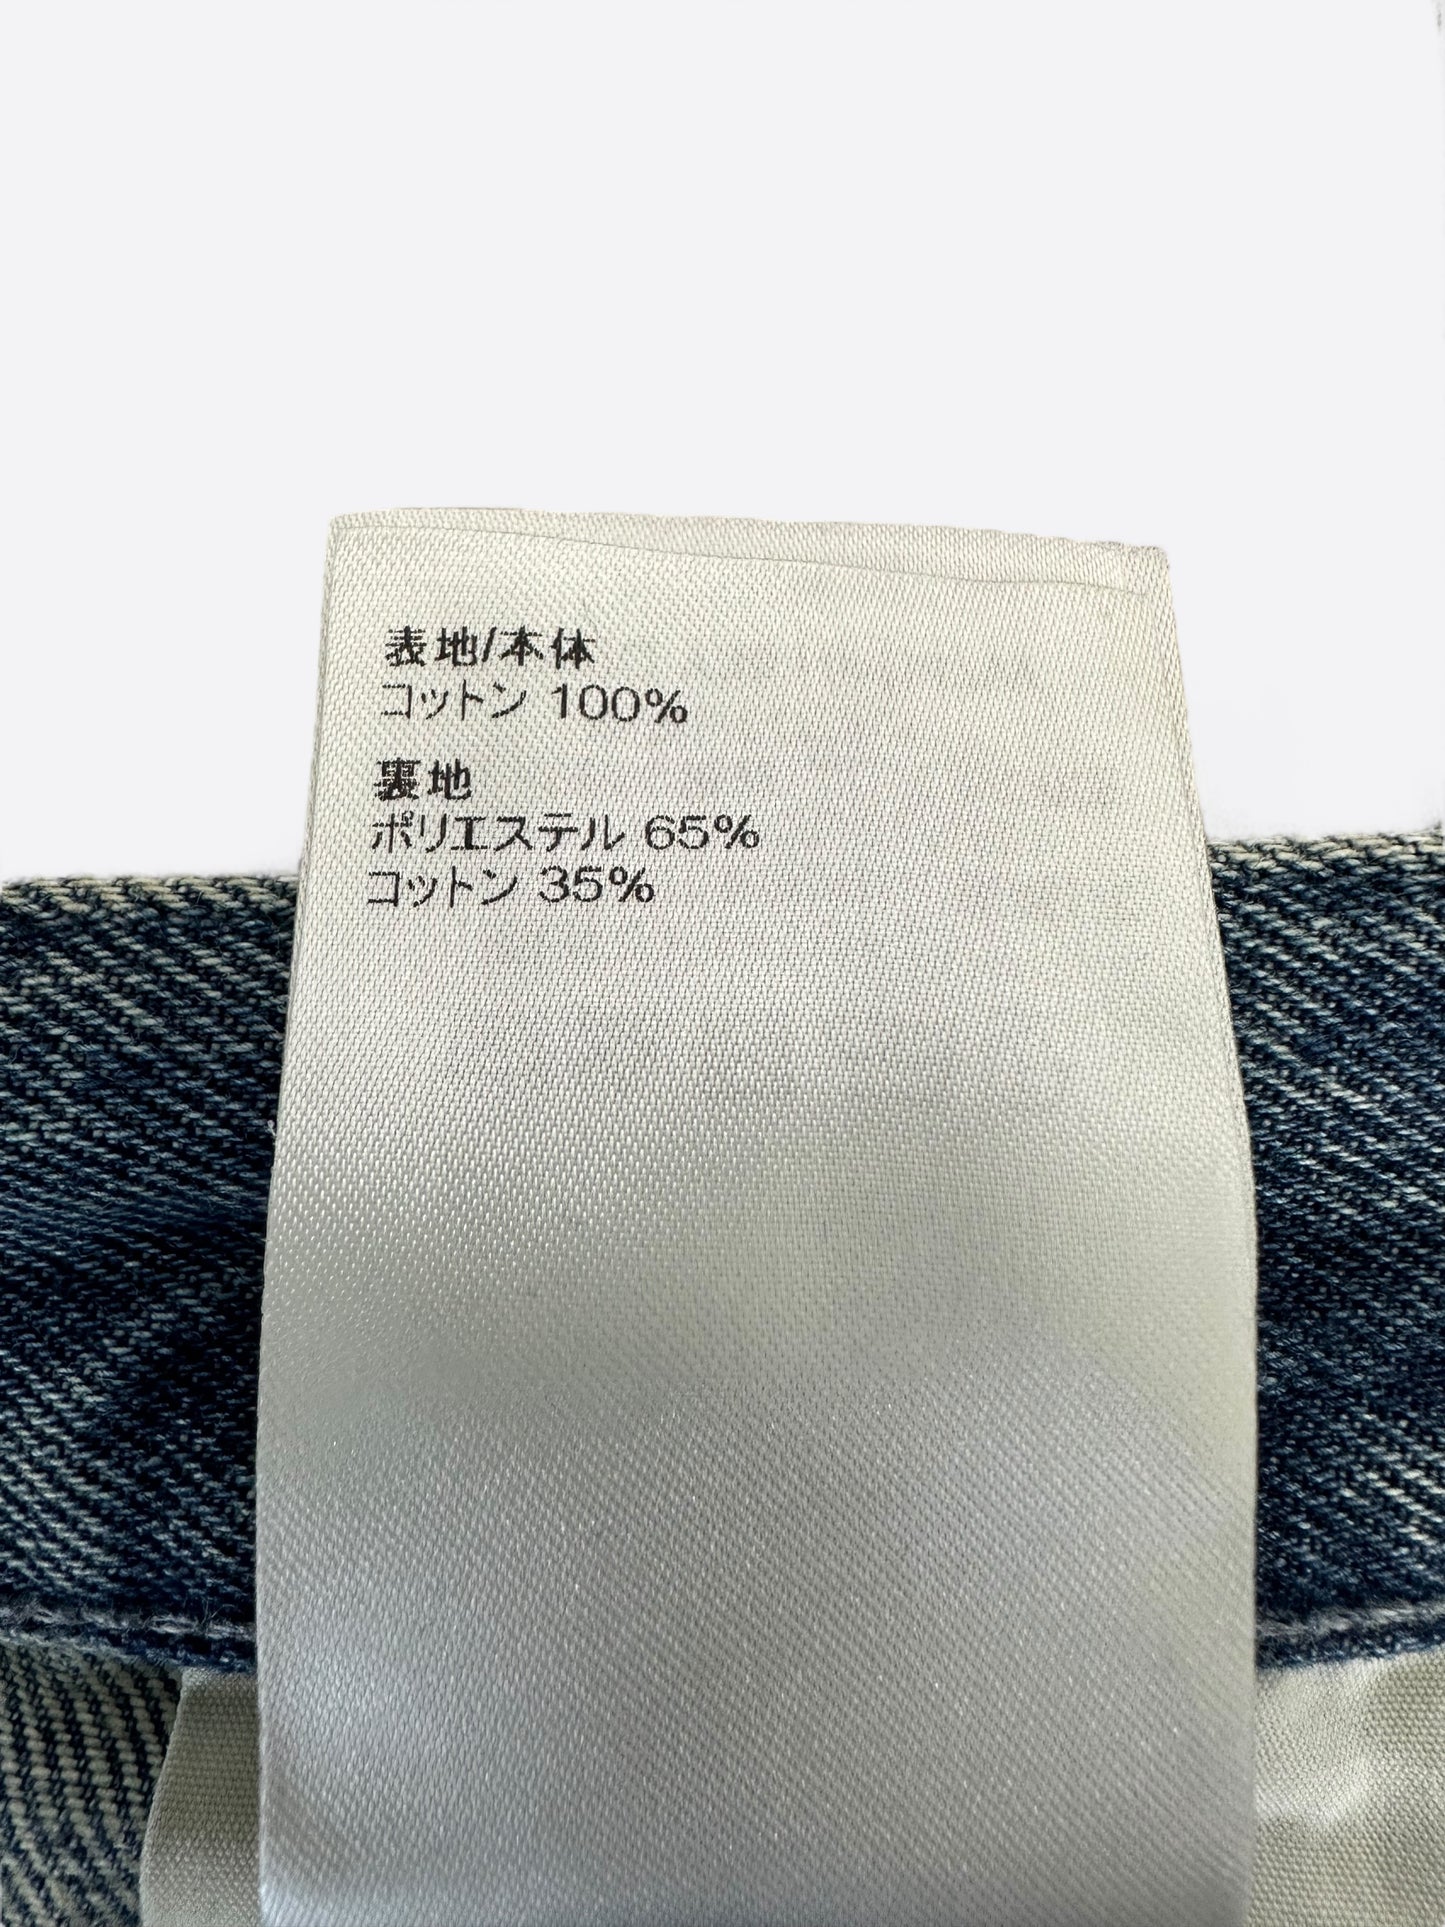 表地/本体
コットン 100%
裏地
ポリエステル 65%
コットン 35%